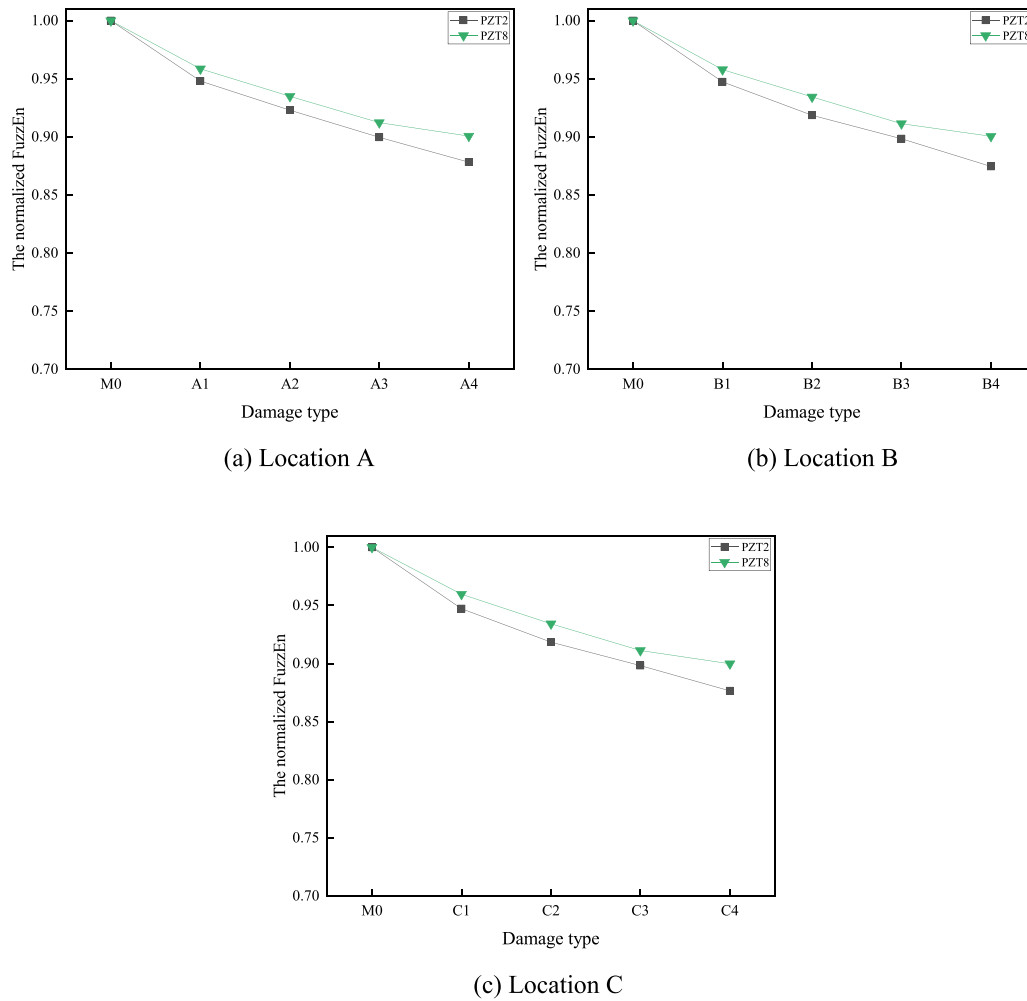 PZT2
PZT8
1.00
0.95
0.90
0.85
0.80
0.75
0.70
The normalized FuzzEn
M0 A1 A2 A3 A4
Damage type
(a) Location A
PZT2
PZT8
1.00
0.95
0.90
0.85
0.80
0.75
0.70
The normalized FuzzEn
M0 B1 B2 B3 B4
Damage type
(b) Location B
PZT2
PZT8
1.00
0.95
0.90
0.85
0.80
0.75
0.70
The normalized FuzzEn
M0 C1 C2 C3 C4
Damage type
(c) Location C